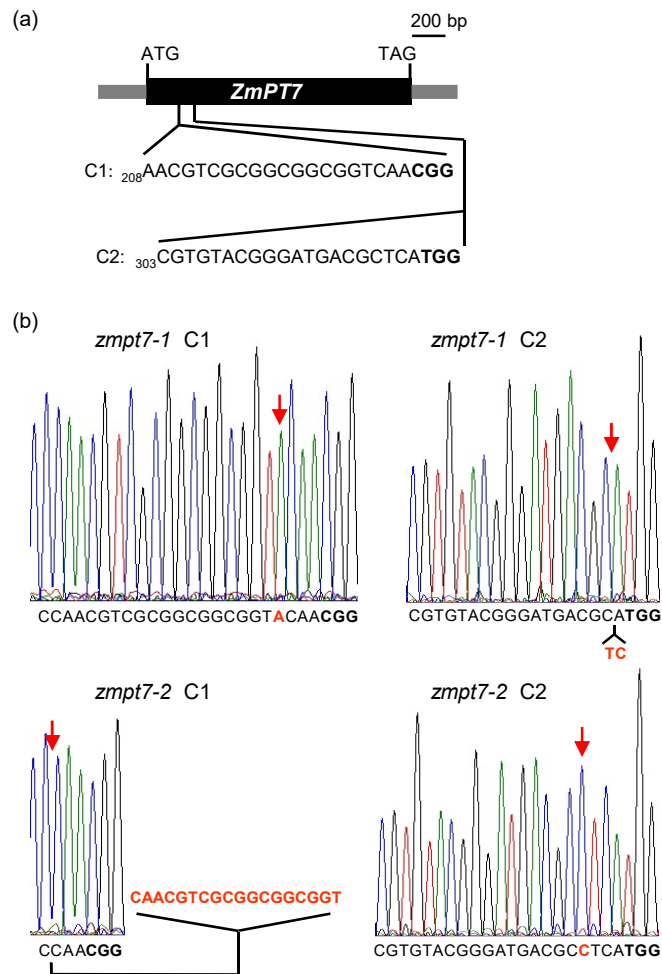 (a)
200 bp
ATG TAG
ZmPT7
C1: 208AACGTCGCGGCGGCGGTCAACGG
C2: 303CGTGTACGGGATGACGCTCATGG
(b)
zmpt7-1 C1 zmpt7-1 C2
CCAACGTCGCGGCGGCGGTACAACGG CGTGTACGGGATGACGCATGG
TC
zmpt7-2 C1 zmpt7-2 C2
CAACGTCGCGGCGGCGGT
CCAACGG CGTGTACGGGATGACGCCTCATGG